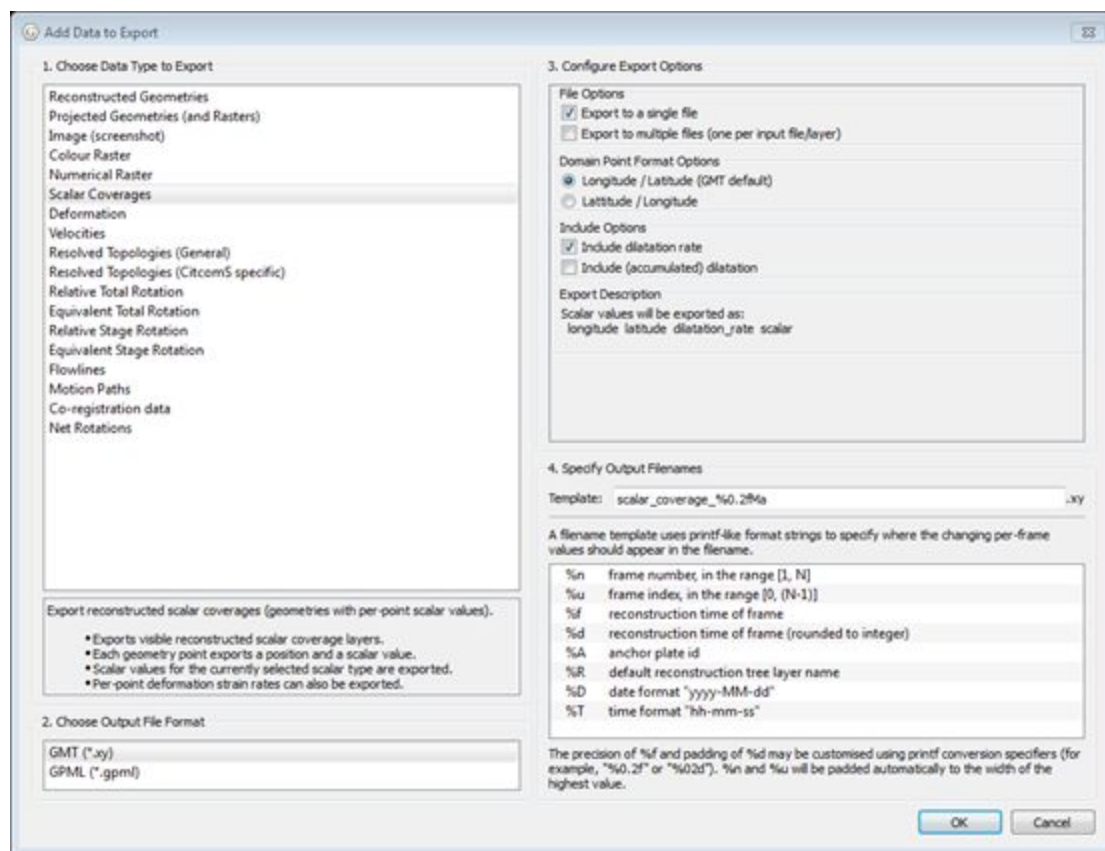 Add Data to Export
1. Choose Data Type to Export
Reconstructed Geometries
Projected Geometries (and Rasters)
Image (screenshot)
Colour Raster
Numerical Raster
Scalar Coverages
Deformation
Velocities
Resolved Topologies (General)
Resolved Topologies (CitcomS specific)
Relative Total Rotation
Equivalent Total Rotation
Relative Stage Rotation
Equivalent Stage Rotation
Flowlines
Motion Paths
Co-registration data
Net Rotations
Export reconstructed scalar coverages (geometries with per-point scalar values).
• Exports visible reconstructed scalar coverage layers.
• Each geometry point exports a position and a scalar value.
• Scalar values for the currently selected scalar type are exported.
• Per-point deformation strain rates can also be exported.
2. Choose Output File Format
GMT (*.xy)
GPML (*.gpml)
3. Configure Export Options
File Options
Export to a single file
Export to multiple files (one per input file/layer)
Domain Point Format Options
Longitude / Latitude (GMT default)
Lattitude / Longitude
Include Options
Include dilatation rate
Include (accumulated) dilatation
Export Description
Scalar values will be exported as:
longitude latitude dilatation_rate scalar
4. Specify Output Filenames
Template: scalar_coverage_%0.2fMa .xy
A filename template uses printf-like format strings to specify where the changing per-frame
values should appear in the filename.
%n frame number, in the range [1, N]
%u frame index, in the range [0, (N-1)]
%f reconstruction time of frame
%d reconstruction time of frame (rounded to integer)
%A anchor plate id
%R default reconstruction tree layer name
%D date format "yyyy-MM-dd"
%T time format "hh-mm-ss"
The precision of %f and padding of %d may be customised using printf conversion specifiers (for
example, "%0.2f" or "%02d"). %n and %u will be padded automatically to the width of the
highest value.
OK Cancel